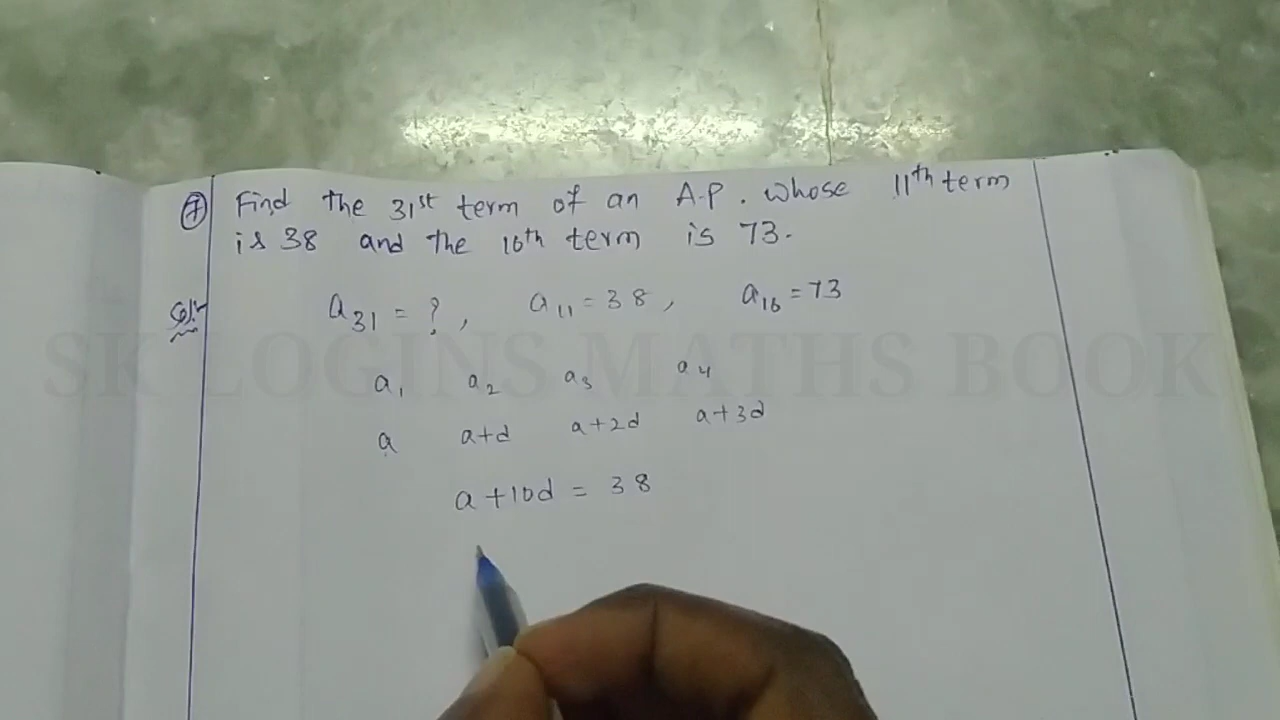 7 Find the 31st term of an A.P. whose 11th term
is 38 and the 16th term is 73.
Sol:- a31 = ?, a11 = 38, a16 = 73
SK LOGINS MATHS BOOK
a1 a2 a3 a4
a a+d a+2d a+3d
a+10d = 38